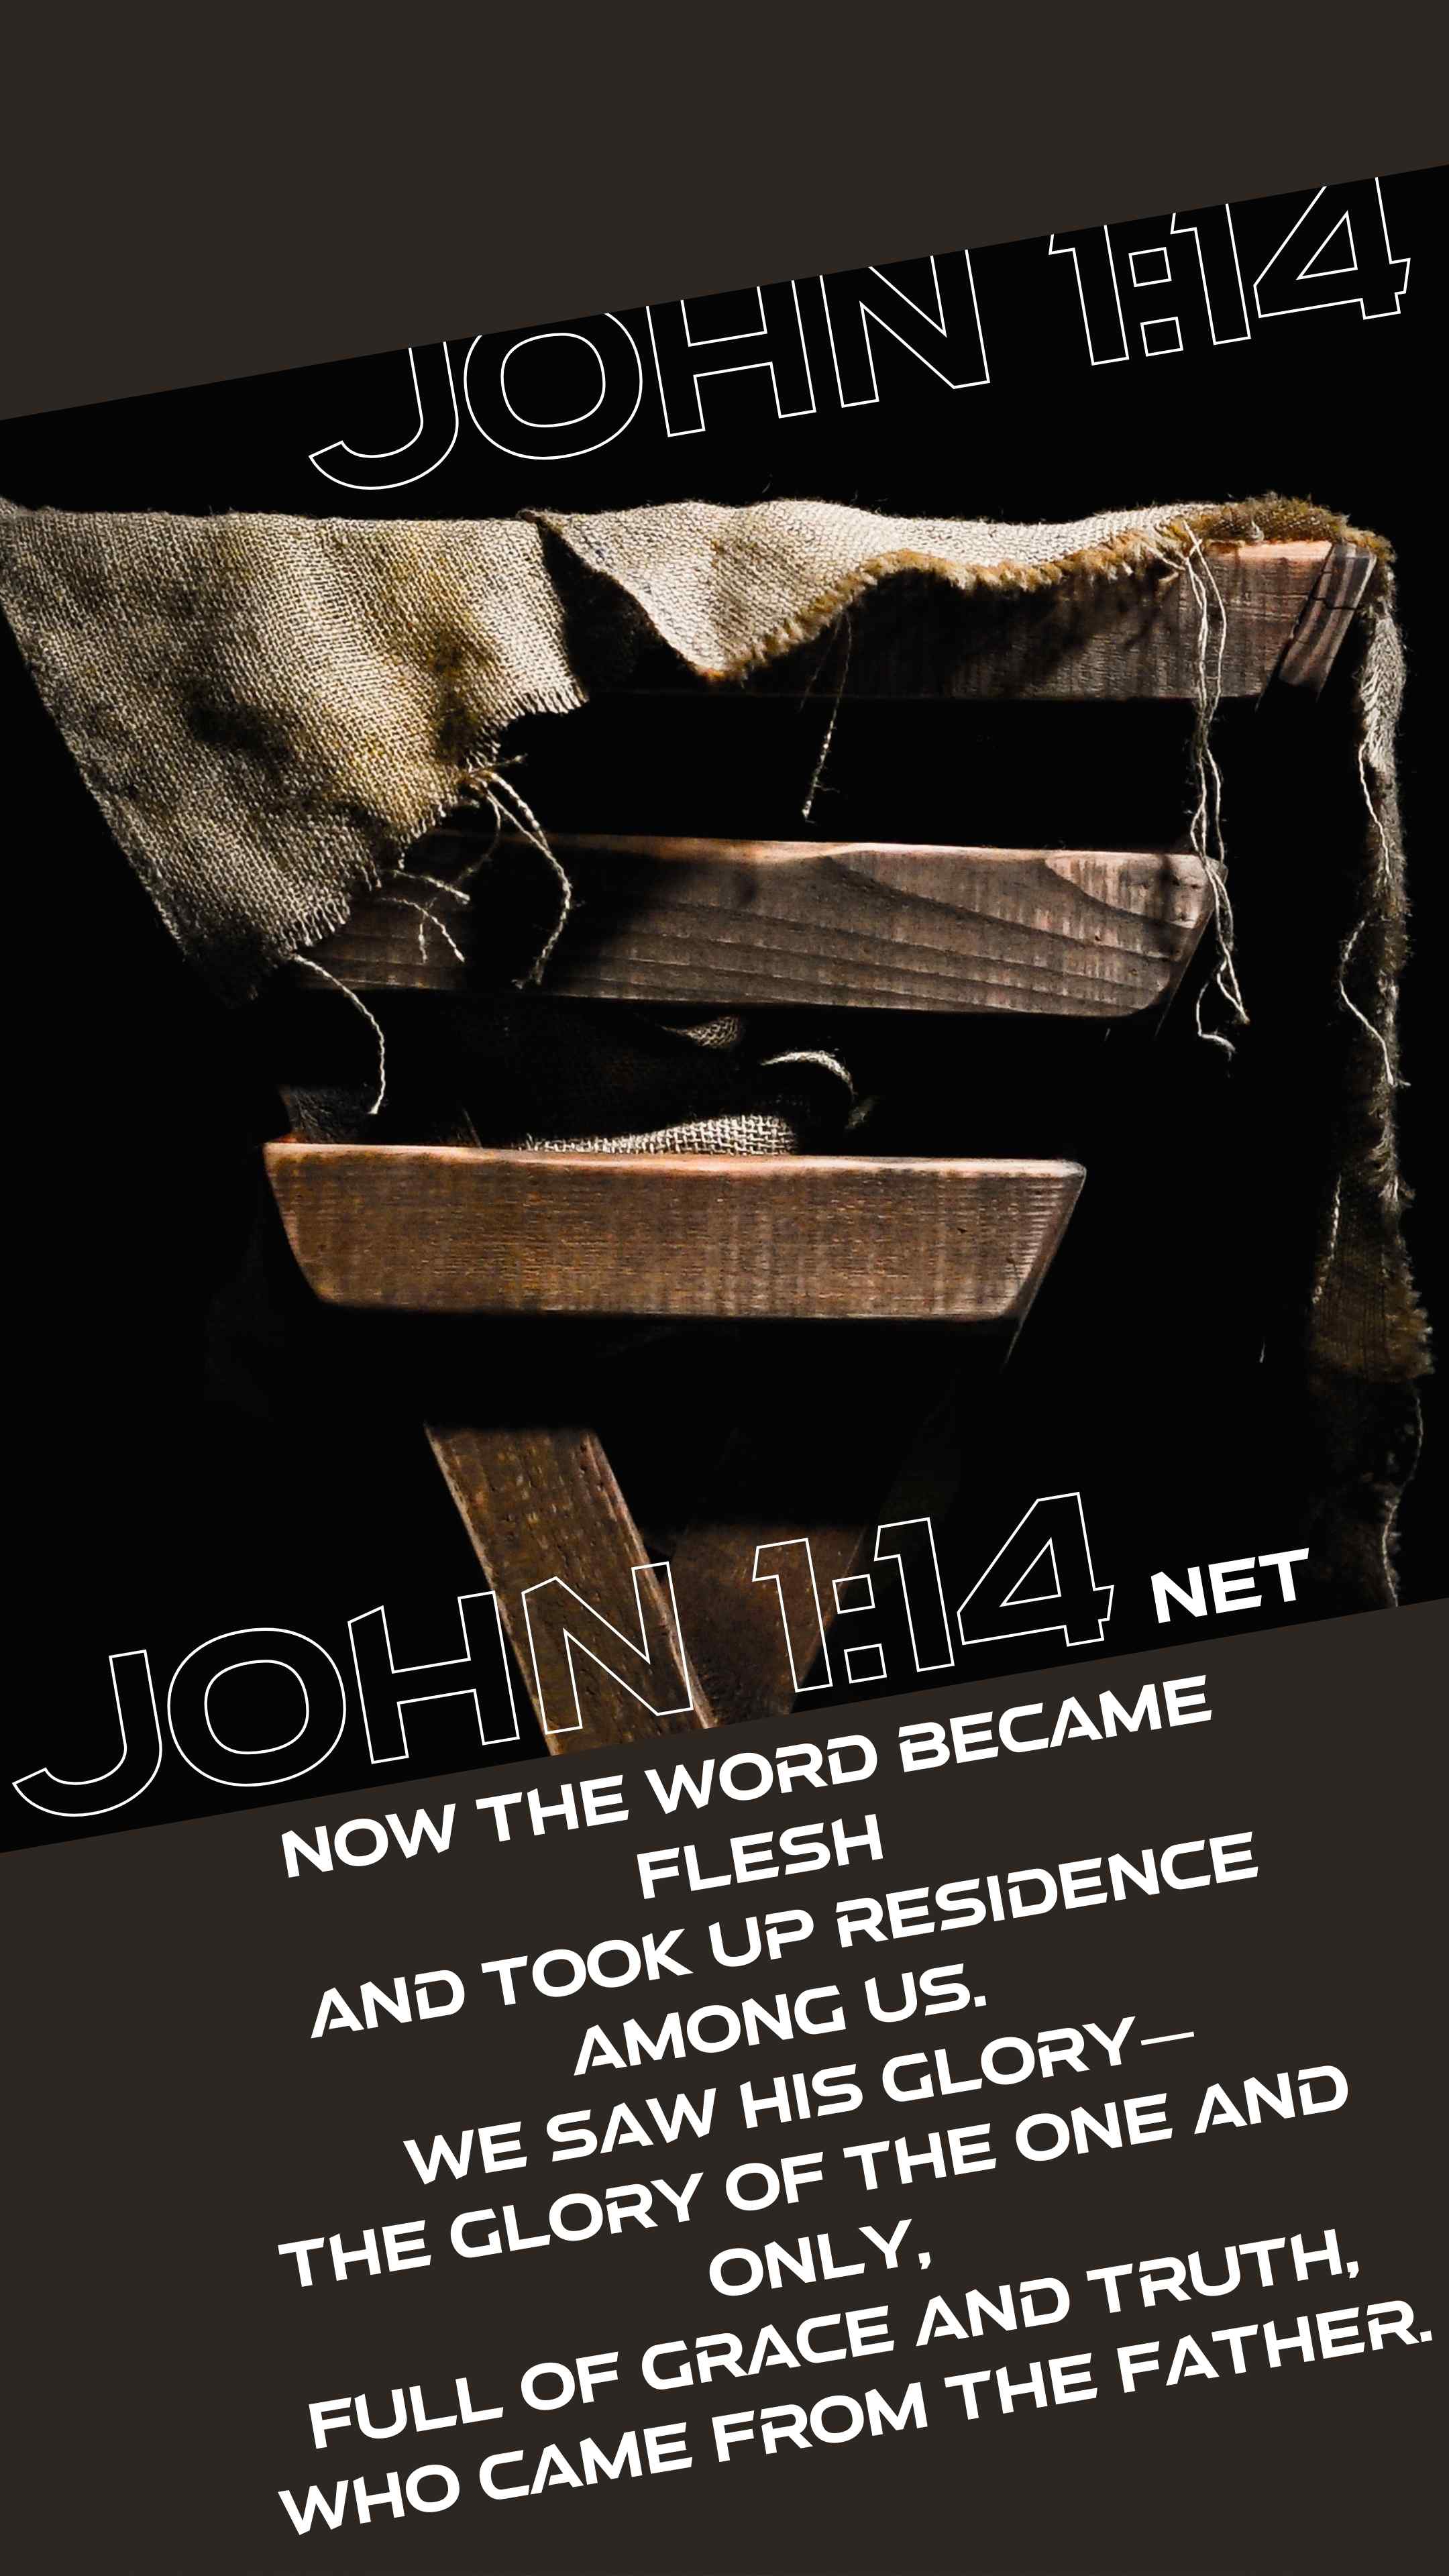 JOHN 1:14
JOHN 1:14 NET
NOW THE WORD BECAME
FLESH
AND TOOK UP RESIDENCE
AMONG US.
WE SAW HIS GLORY—
THE GLORY OF THE ONE AND
ONLY,
FULL OF GRACE AND TRUTH,
WHO CAME FROM THE FATHER.